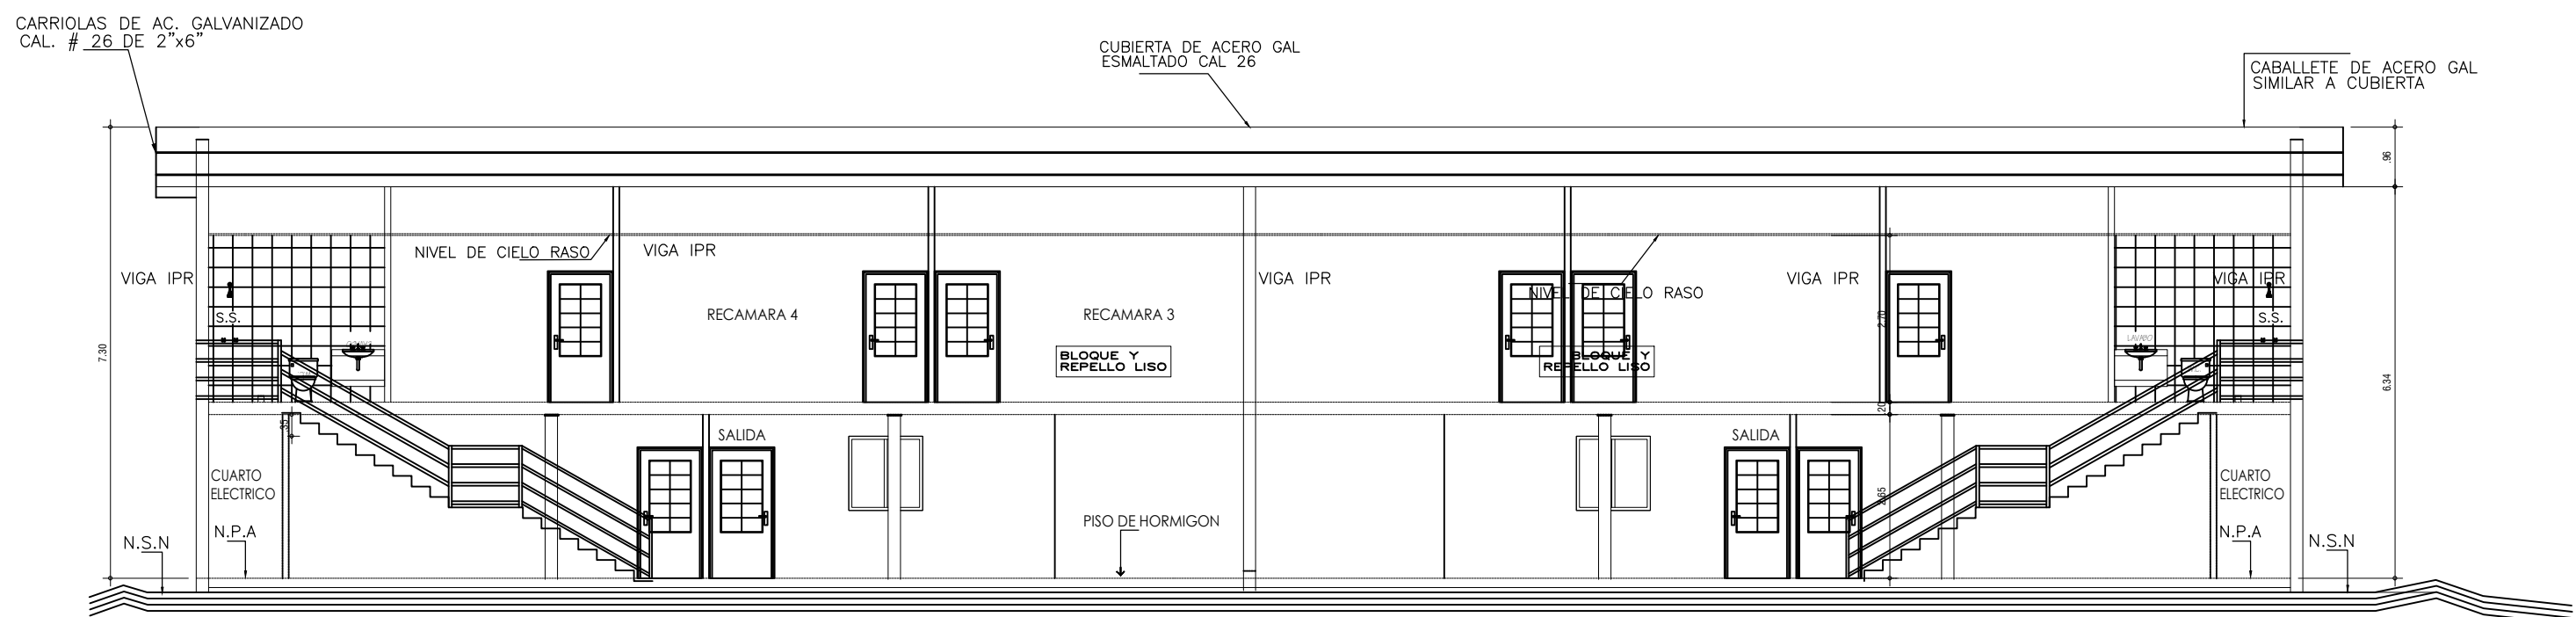 CARRIOLAS DE AC. GALVANIZADO
CAL. # 26 DE 2"x6"
CUBIERTA DE ACERO GAL
ESMALTADO CAL 26
CABALLETE DE ACERO GAL
SIMILAR A CUBIERTA
.96
NIVEL DE CIELO RASO
VIGA IPR
VIGA IPR
VIGA IPR
VIGA IPR
VIGA IPR
NIVEL DE CIELO RASO
S.S.
RECAMARA 4
RECAMARA 3
2.70
S.S.
LAVABO
7.30
BLOQUE Y
REPELLO LISO
BLOQUE Y
REPELLO LISO
6.34
.20
.35
SALIDA
SALIDA
CUARTO
ELECTRICO
CUARTO
ELECTRICO
PISO DE HORMIGON
N.P.A
N.P.A
N.S.N
N.S.N